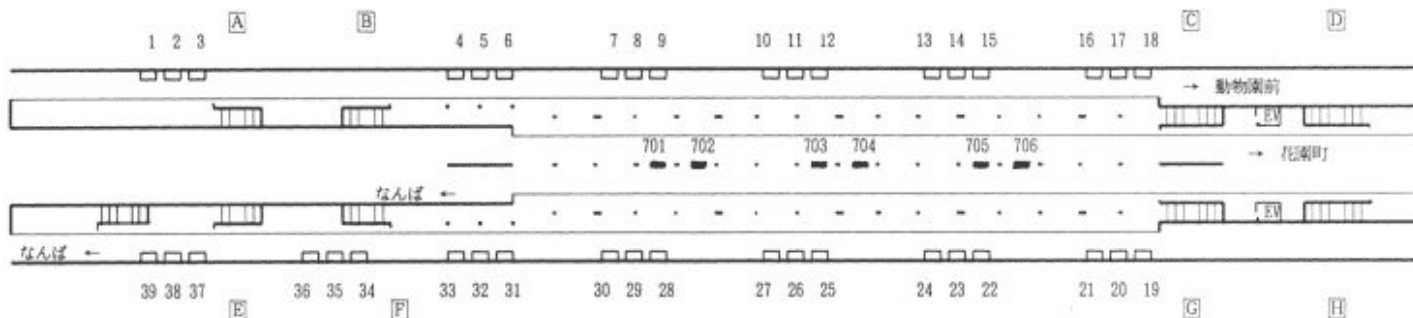 A B C D
1 2 3 4 5 6 7 8 9 10 11 12 13 14 15 16 17 18
→ 動物園前
EV
701 702 703 704 705 706
→ 花園町
なんば ←
EV
なんば ←
39 38 37 36 35 34 33 32 31 30 29 28 27 26 25 24 23 22 21 20 19
E F G H